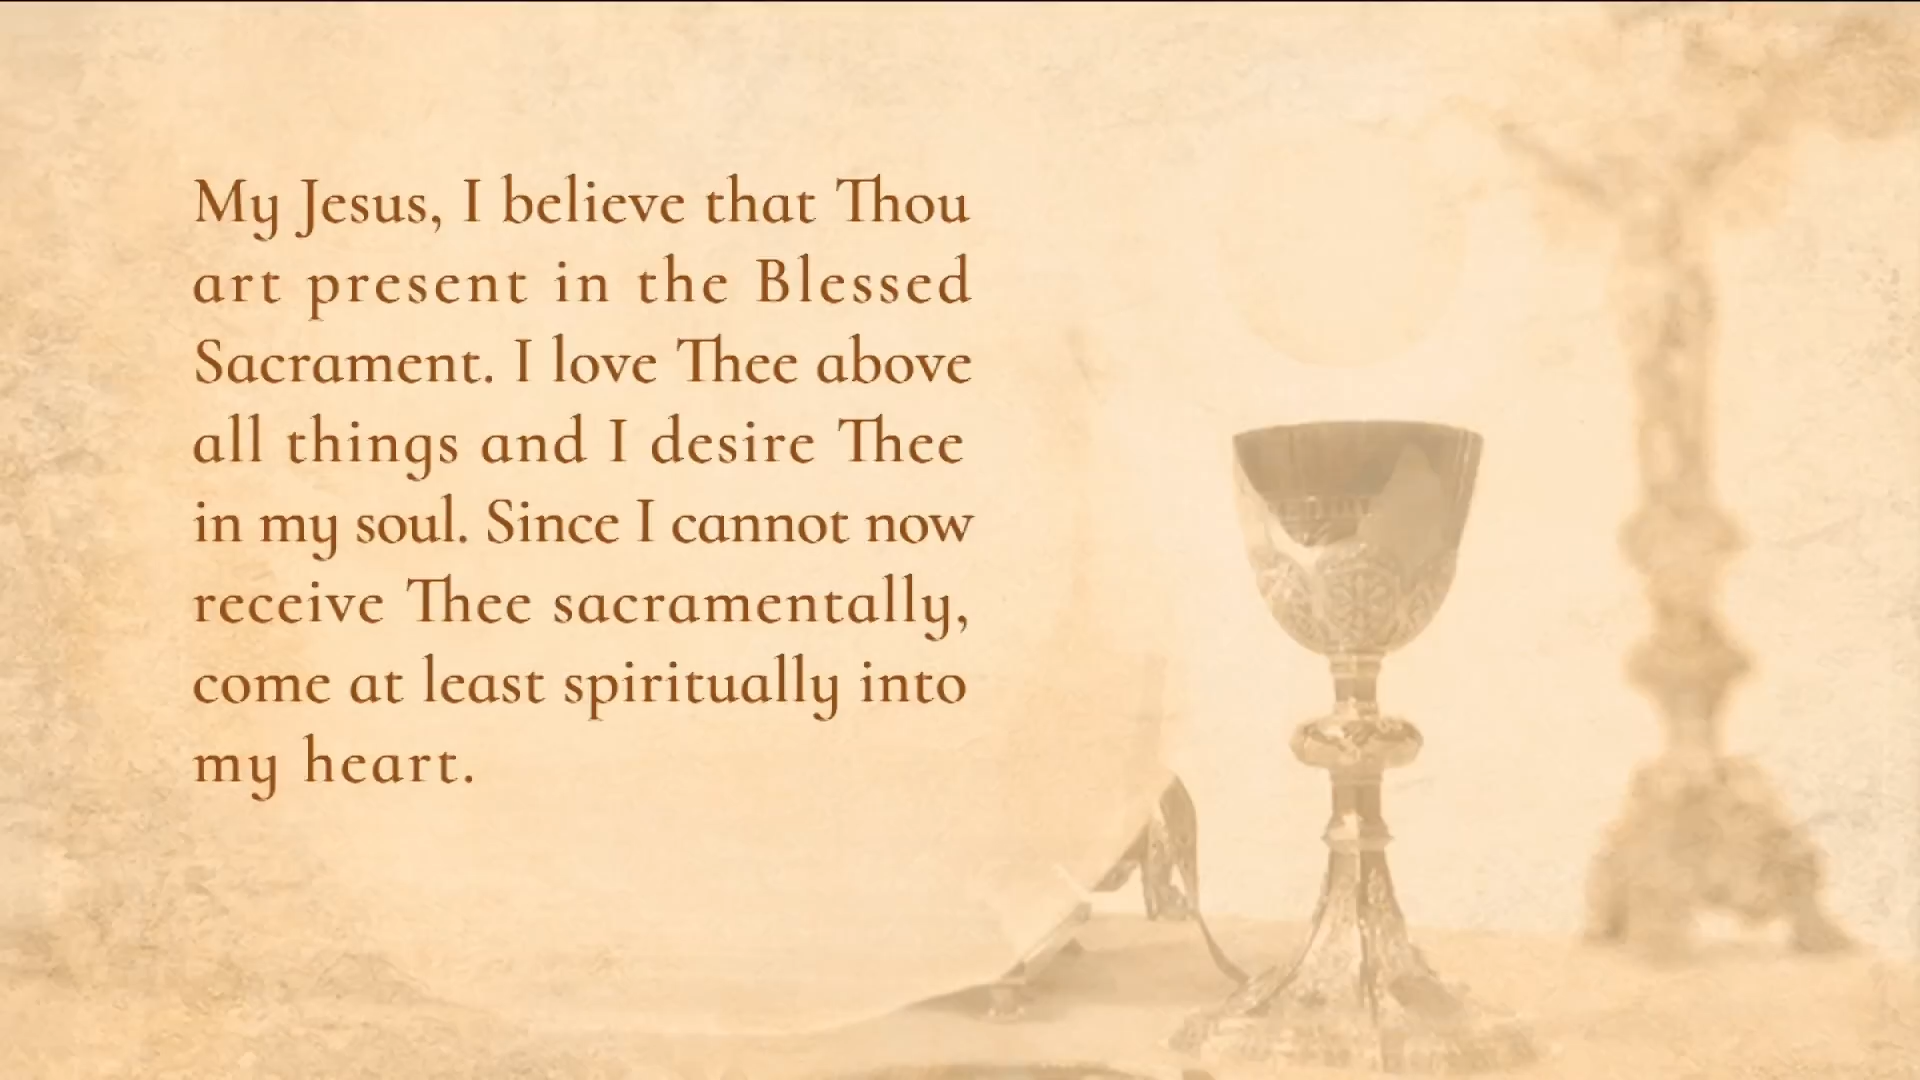 My Jesus, I believe that Thou
art present in the Blessed
Sacrament. I love Thee above
all things and I desire Thee
in my soul. Since I cannot now
receive Thee sacramentally,
come at least spiritually into
my heart.